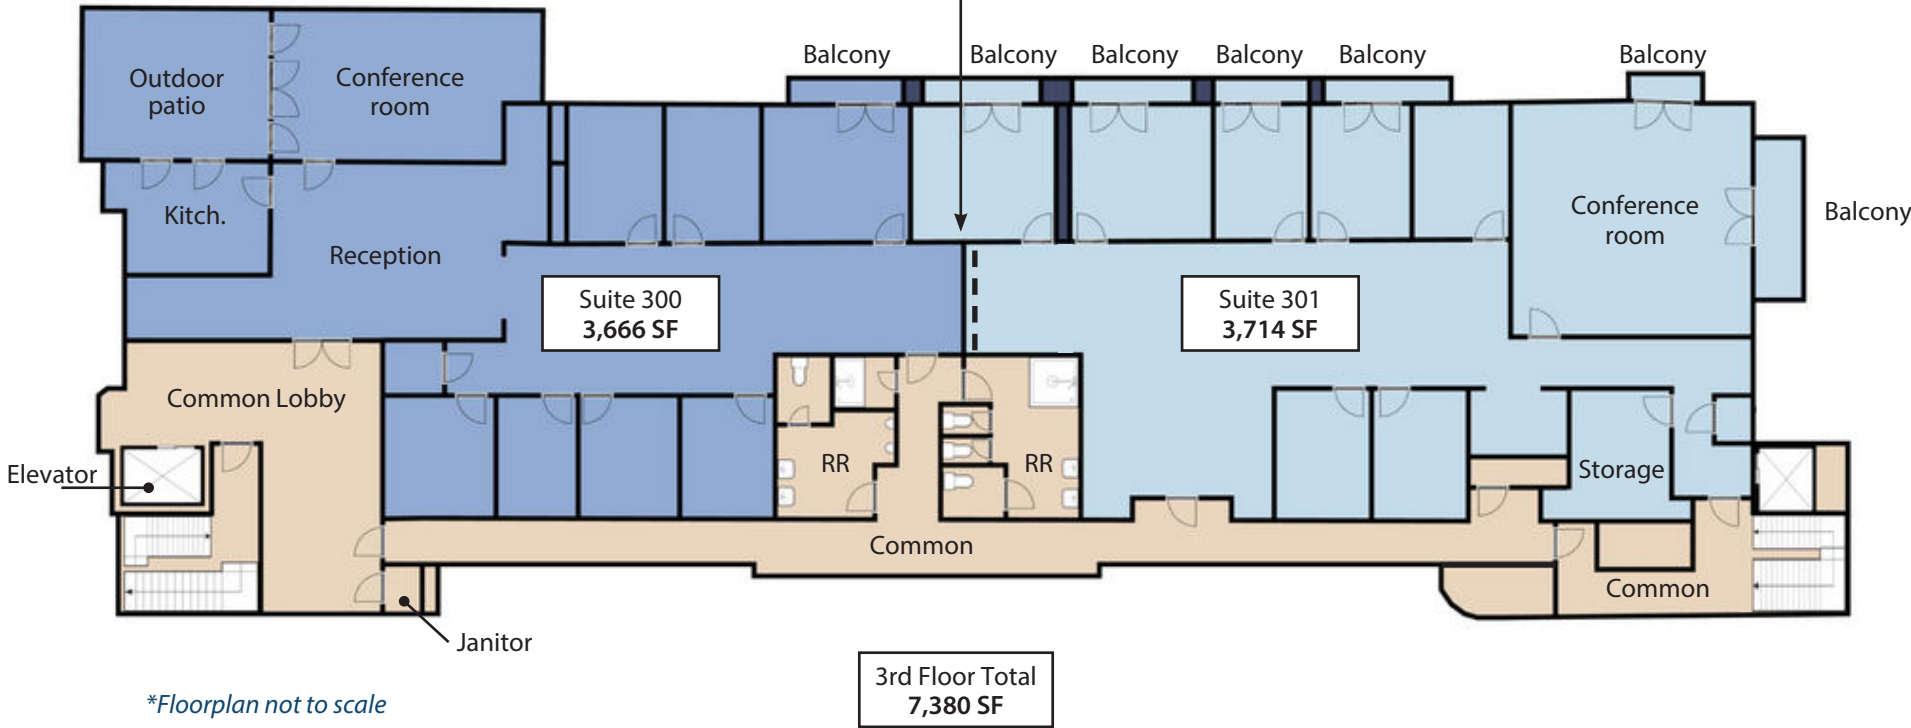 Balcony
Balcony
Balcony
Balcony
Balcony
Balcony
Outdoor
patio
Conference
room
Kitch.
Reception
Conference
room
Balcony
Suite 300
3,666 SF
Suite 301
3,714 SF
Common Lobby
Elevator
RR
RR
Storage
Common
Common
Janitor
3rd Floor Total
7,380 SF
*Floorplan not to scale